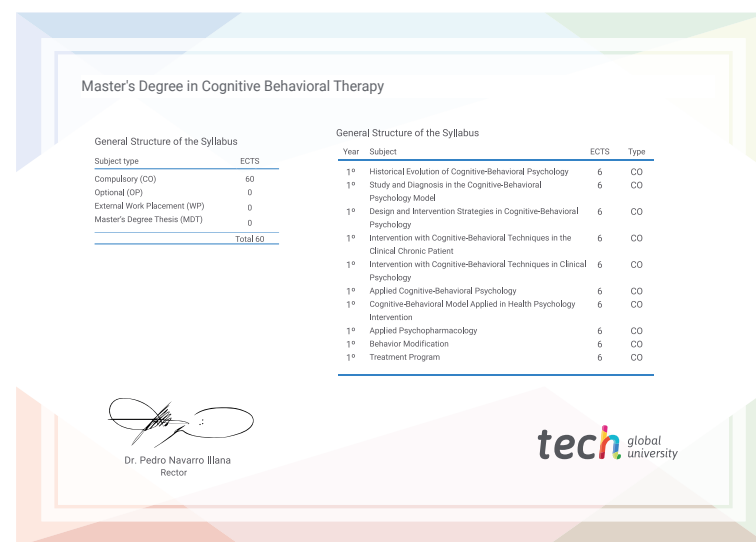 Master's Degree in Cognitive Behavioral Therapy
General Structure of the Syllabus
Subject type ECTS
Compulsory (CO) 60
Optional (OP) 0
External Work Placement (WP) 0
Master's Degree Thesis (MDT) 0
Total 60
General Structure of the Syllabus
Year Subject ECTS Type
1º Historical Evolution of Cognitive-Behavioral Psychology 6 CO
1º Study and Diagnosis in the Cognitive-Behavioral 6 CO
Psychology Model
1º Design and Intervention Strategies in Cognitive-Behavioral 6 CO
Psychology
1º Intervention with Cognitive-Behavioral Techniques in the 6 CO
Clinical Chronic Patient
1º Intervention with Cognitive-Behavioral Techniques in Clinical 6 CO
Psychology
1º Applied Cognitive-Behavioral Psychology 6 CO
1º Cognitive-Behavioral Model Applied in Health Psychology 6 CO
Intervention
1º Applied Psychopharmacology 6 CO
1º Behavior Modification 6 CO
1º Treatment Program 6 CO
Dr. Pedro Navarro Illana
Rector
tech global
university